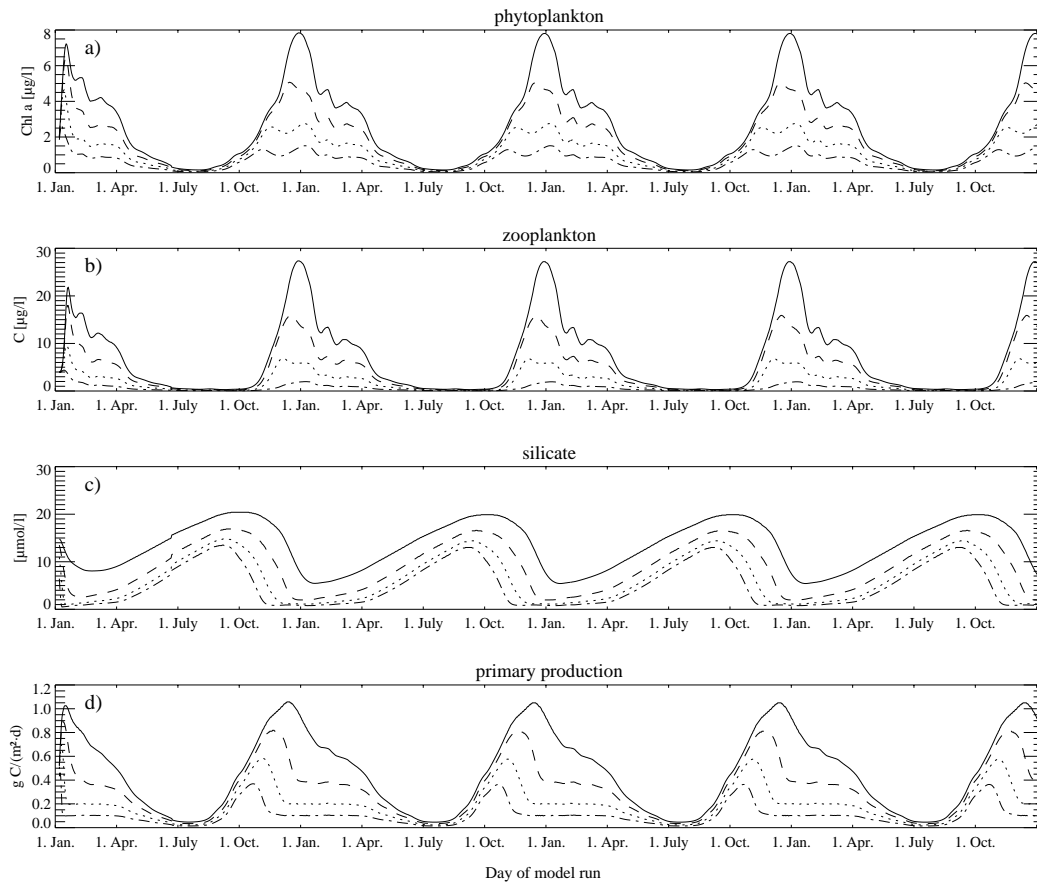 phytoplankton
a)
Chl a [µg/l]
8
6
4
2
0
1. Jan. 1. Apr. 1. July 1. Oct. 1. Jan. 1. Apr. 1. July 1. Oct. 1. Jan. 1. Apr. 1. July 1. Oct. 1. Jan. 1. Apr. 1. July 1. Oct.
zooplankton
b)
C [µg/l]
30
20
10
0
1. Jan. 1. Apr. 1. July 1. Oct. 1. Jan. 1. Apr. 1. July 1. Oct. 1. Jan. 1. Apr. 1. July 1. Oct. 1. Jan. 1. Apr. 1. July 1. Oct.
silicate
c)
[µmol/l]
30
20
10
0
1. Jan. 1. Apr. 1. July 1. Oct. 1. Jan. 1. Apr. 1. July 1. Oct. 1. Jan. 1. Apr. 1. July 1. Oct. 1. Jan. 1. Apr. 1. July 1. Oct.
primary production
d)
g C/(m²·d)
1.2
1.0
0.8
0.6
0.4
0.2
0.0
1. Jan. 1. Apr. 1. July 1. Oct. 1. Jan. 1. Apr. 1. July 1. Oct. 1. Jan. 1. Apr. 1. July 1. Oct. 1. Jan. 1. Apr. 1. July 1. Oct.
Day of model run